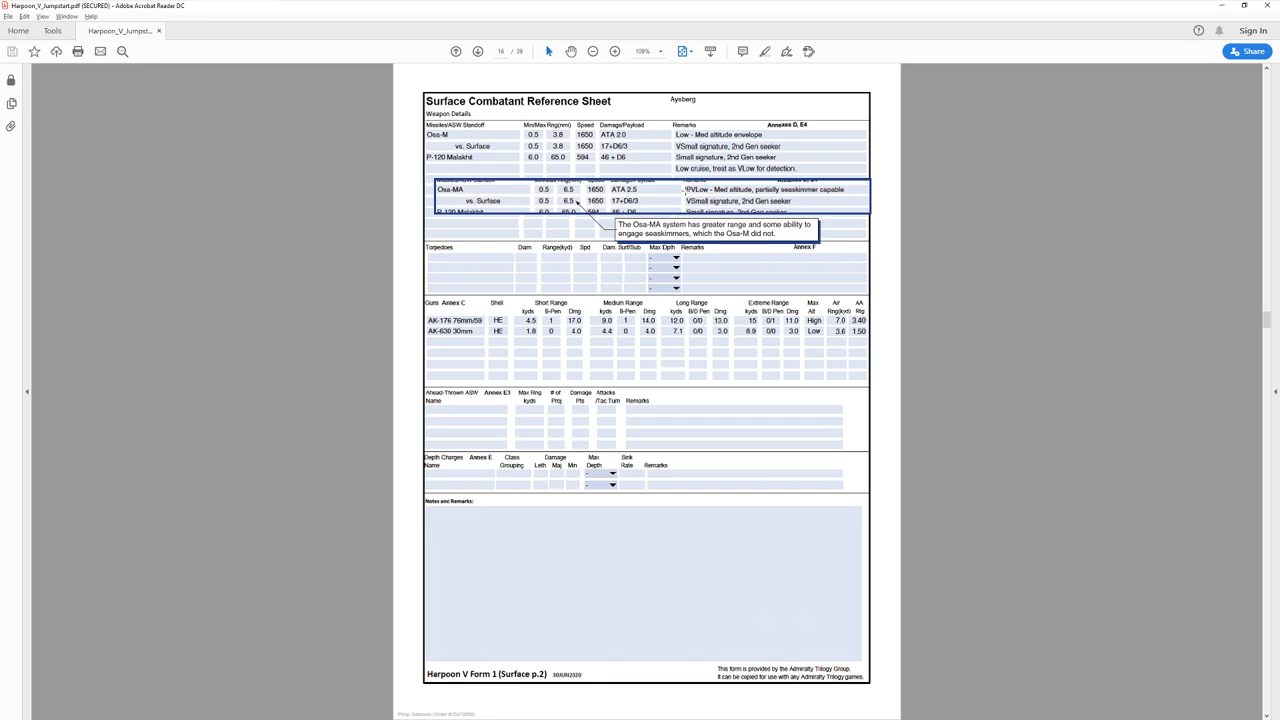 Harpoon_V_Jumpstart.pdf (SECURED) - Adobe Acrobat Reader DC
File Edit View Window Help
Home Tools Harpoon_V_Jumpst... × Sign In
16 / 39 109% Share
Surface Combatant Reference Sheet Aysberg
Weapon Details
Missiles/ASW Standoff Min/Max Rng(nmi) Speed Damage/Payload Remarks Annexes D, E4
Osa-M 0.5 3.8 1650 ATA 2.0 Low - Med altitude envelope
vs. Surface 0.5 3.8 1650 17+D6/3 VSmall signature, 2nd Gen seeker
P-120 Malakhit 6.0 65.0 594 46 + D6 Small signature, 2nd Gen seeker
Low cruise, treat as VLow for detection.
Osa-MA 0.5 6.5 1650 ATA 2.5 PVLow - Med altitude, partially seaskimmer capable
vs. Surface 0.5 6.5 1650 17+D6/3 VSmall signature, 2nd Gen seeker
P-120 Malakhit 6.0 65.0 594 46 + D6 Small signature, 2nd Gen seeker
The Osa-MA system has greater range and some ability to
engage seaskimmers, which the Osa-M did not.
Torpedoes Dam Range(kyd) Spd Dam. Surf/Sub Max Dpth Remarks Annex F
-
-
-
-
Guns Annex C Shell Short Range Medium Range Long Range Extreme Range Max Air AA
kyds B-Pen Dmg kyds B-Pen Dmg kyds B/D Pen Dmg kyds B/D Pen Dmg Alt Rng(kyd) Rtg
AK-176 76mm/59 HE 4.5 1 17.0 9.0 1 14.0 12.0 0/0 13.0 15 0/1 11.0 High 7.0 3.40
AK-630 30mm HE 1.8 0 4.0 4.4 0 4.0 7.1 0/0 3.0 8.9 0/0 3.0 Low 3.6 1.50
Ahead-Thrown ASW Annex E3 Max Rng # of Damage Attacks
Name kyds Proj Pts /Tac Turn Remarks
Depth Charges Annex E Class Damage Max Sink
Name Grouping Leth Maj Min Depth Rate Remarks
-
-
Notes and Remarks:
Harpoon V Form 1 (Surface p.2) 30JUN2020
This form is provided by the Admiralty Trilogy Group.
It can be copied for use with any Admiralty Trilogy games.